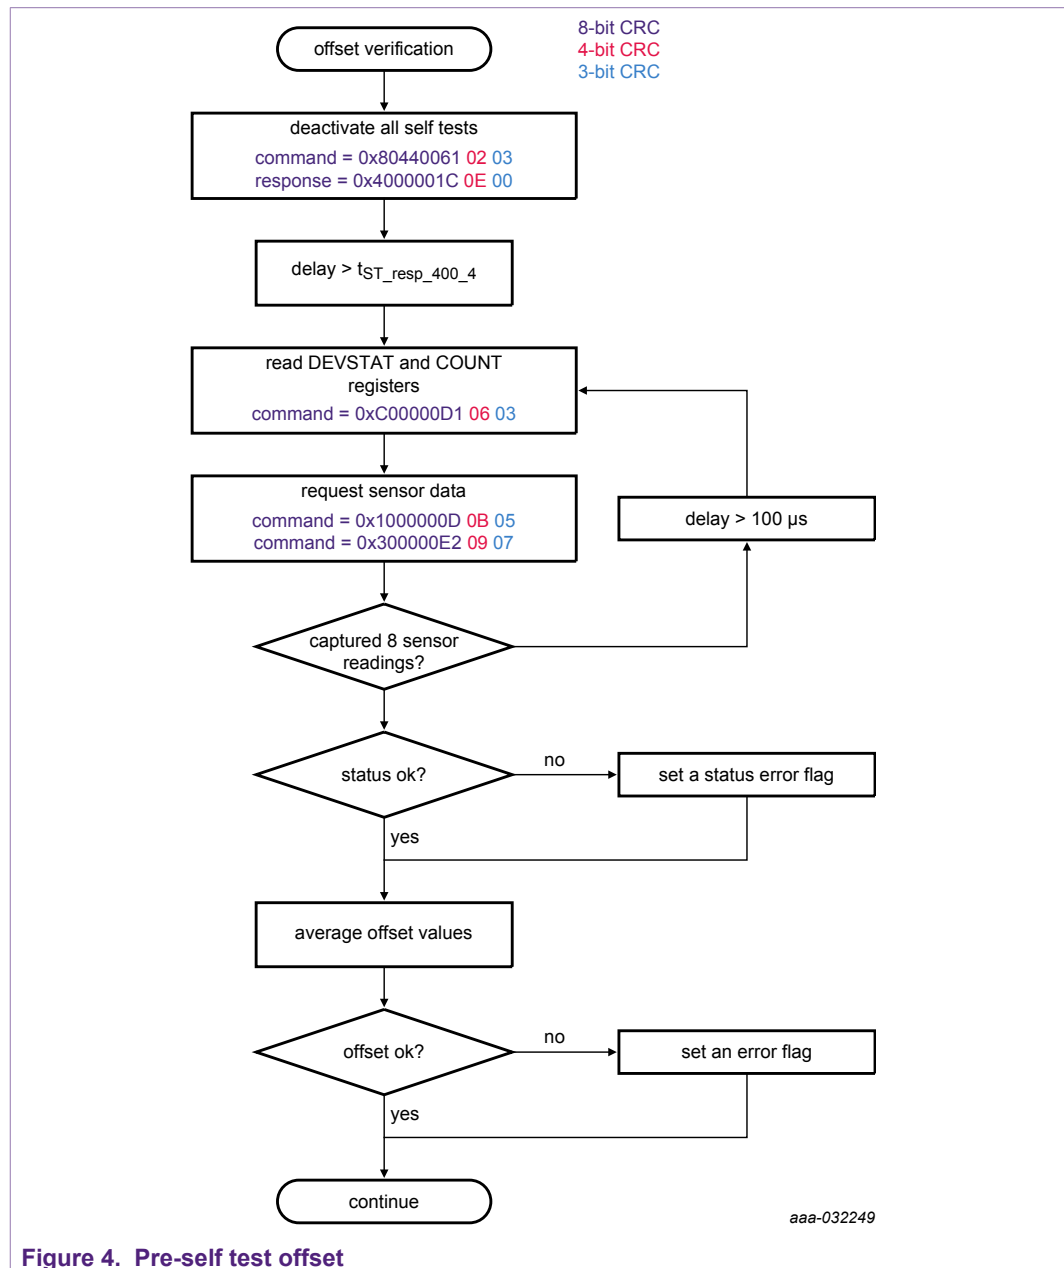 8-bit CRC
4-bit CRC
3-bit CRC
offset verification
deactivate all self tests
command = 0x80440061 02 03
response = 0x4000001C 0E 00
delay > tST_resp_400_4
read DEVSTAT and COUNT
registers
command = 0xC00000D1 06 03
request sensor data
command = 0x1000000D 0B 05
command = 0x300000E2 09 07
delay > 100 µs
captured 8 sensor
readings?
status ok?
no
set a status error flag
yes
average offset values
offset ok?
no
set an error flag
yes
continue
aaa-032249
Figure 4. Pre-self test offset